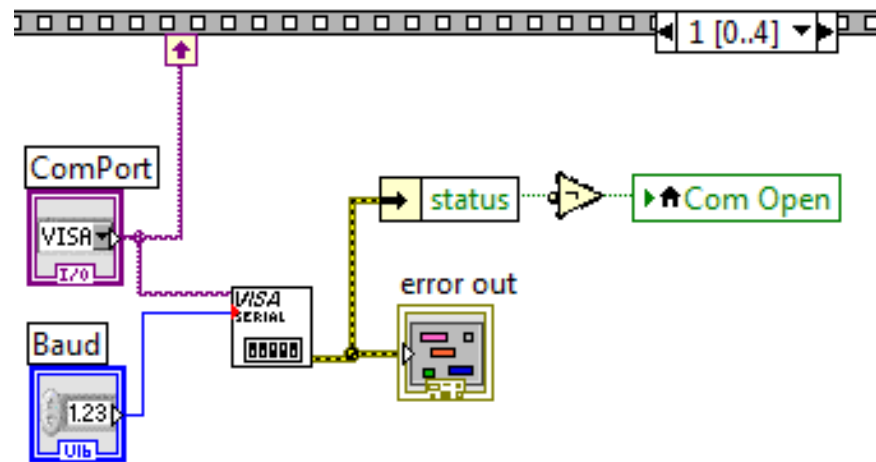 1 [0..4]
ComPort
VISA
I/O
status
Com Open
error out
VISA
SERIAL
Baud
1.23
U16